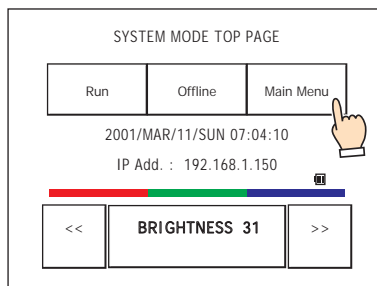 SYSTEM MODE TOP PAGE
Run Offline Main Menu
2001/MAR/11/SUN 07:04:10
IP Add. : 192.168.1.150
<< BRIGHTNESS 31 >>